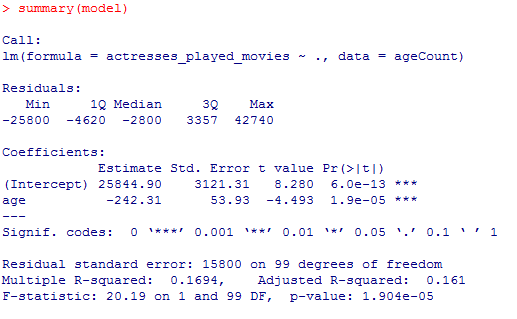 > summary(model)
Call:
lm(formula = actresses_played_movies ~ ., data = ageCount)
Residuals:
   Min     1Q Median     3Q    Max
-25800  -4620  -2800   3357  42740
Coefficients:
            Estimate Std. Error t value Pr(>|t|)
(Intercept) 25844.90    3121.31   8.280  6.0e-13 ***
age          -242.31      53.93  -4.493  1.9e-05 ***
---
Signif. codes:  0 ‘***’ 0.001 ‘**’ 0.01 ‘*’ 0.05 ‘.’ 0.1 ‘ ’ 1
Residual standard error: 15800 on 99 degrees of freedom
Multiple R-squared:  0.1694,    Adjusted R-squared:  0.161
F-statistic: 20.19 on 1 and 99 DF,  p-value: 1.904e-05